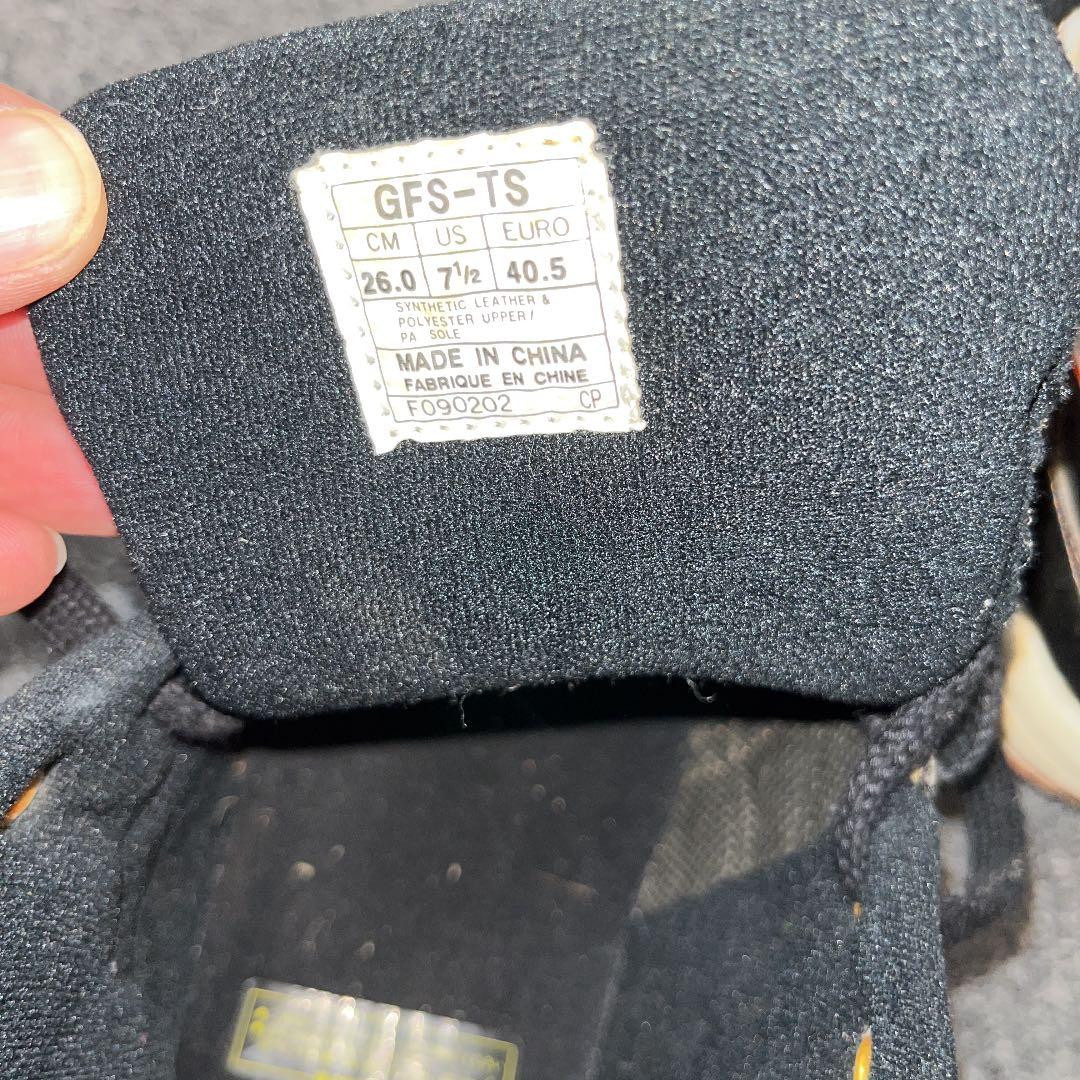 GFS-TS
CM US EURO
26.0 7 1/2 40.5
SYNTHETIC LEATHER &
POLYESTER UPPER/
PA SOLE
MADE IN CHINA
FABRIQUE EN CHINE
F090202 CP